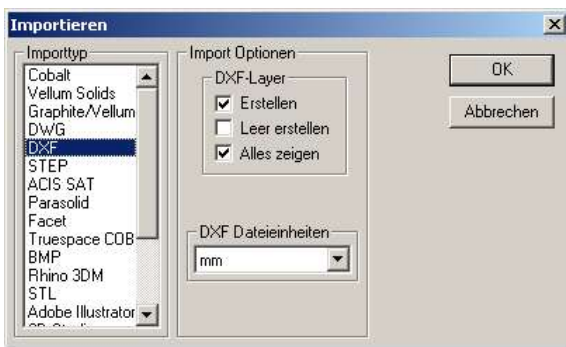 Importieren
Importtyp
Cobalt
Vellum Solids
Graphite/Vellum
DWG
DXF
STEP
ACIS SAT
Parasolid
Facet
Truespace COB
BMP
Rhino 3DM
STL
Adobe Illustrator
Import Optionen
DXF-Layer
Erstellen
Leer erstellen
Alles zeigen
DXF Dateieinheiten
mm
OK
Abbrechen